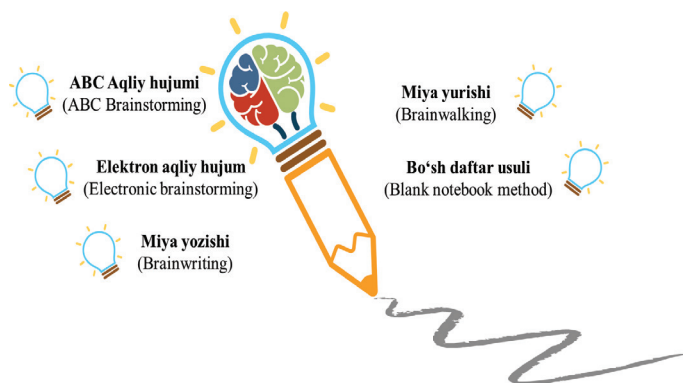 ABC Aqliy hujumi
(ABC Brainstorming)
Elektron aqliy hujum
(Electronic brainstorming)
Miya yozishi
(Brainwriting)
Miya yurishi
(Brainwalking)
Bo‘sh daftar usuli
(Blank notebook method)